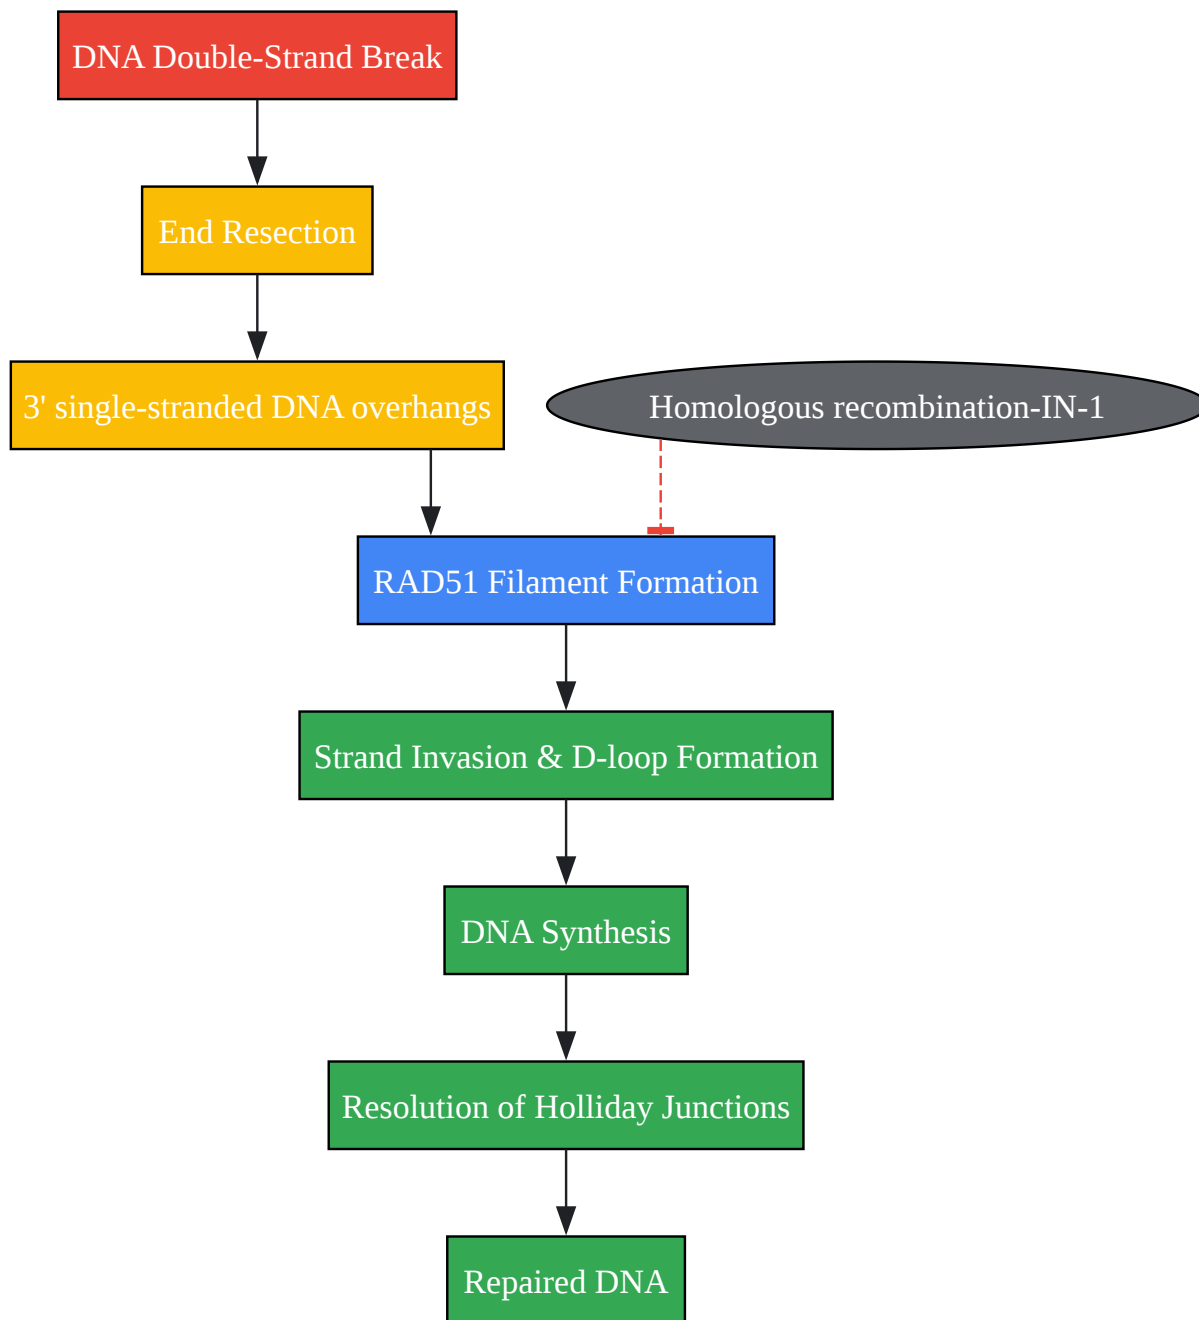 DNA Double-Strand Break
End Resection
3' single-stranded DNA overhangs
Homologous recombination-IN-1
RAD51 Filament Formation
Strand Invasion & D-loop Formation
DNA Synthesis
Resolution of Holliday Junctions
Repaired DNA